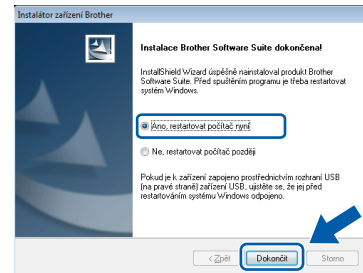 Instalátor zařízení Brother
Instalace Brother Software Suite dokončena!
InstallShield Wizard úspěšně nainstaloval produkt Brother
Software Suite. Před spuštěním programu je třeba restartovat
systém Windows.
Ano, restartovat počítač nyní
Ne, restartovat počítač později
Pokud je k zařízení zapojeno prostřednictvím rozhraní USB
(na pravé straně) zařízení USB, ujistěte se, že jej před
restartováním systému Windows odpojeno.
< Zpět
Dokončit
Storno